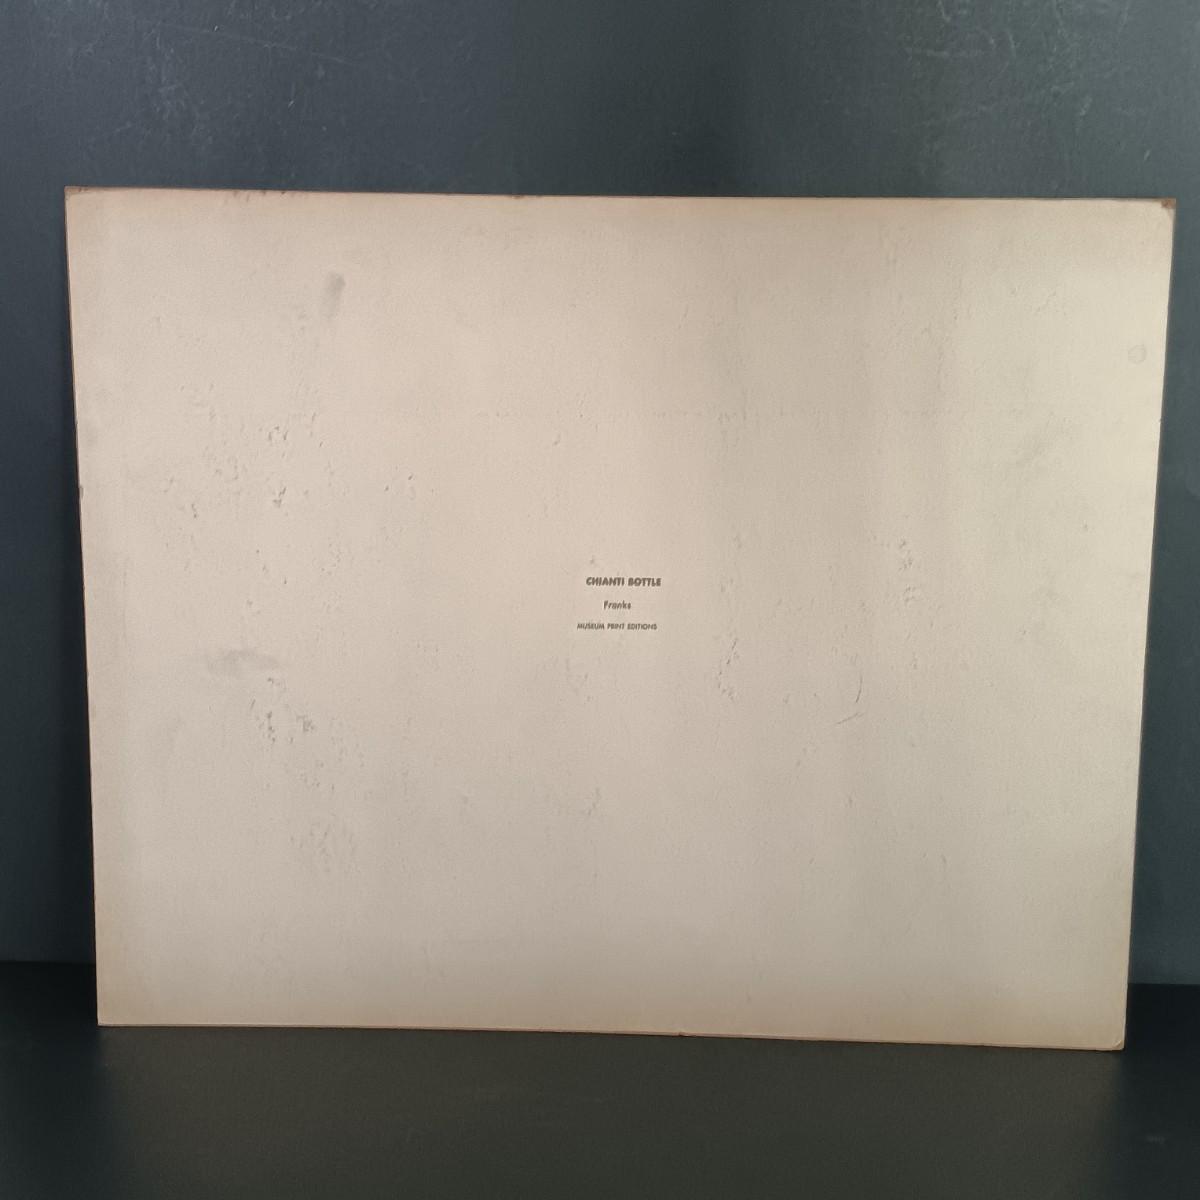 CHIANTI BOTTLE
Franks
MUSEUM PRINT EDITIONS